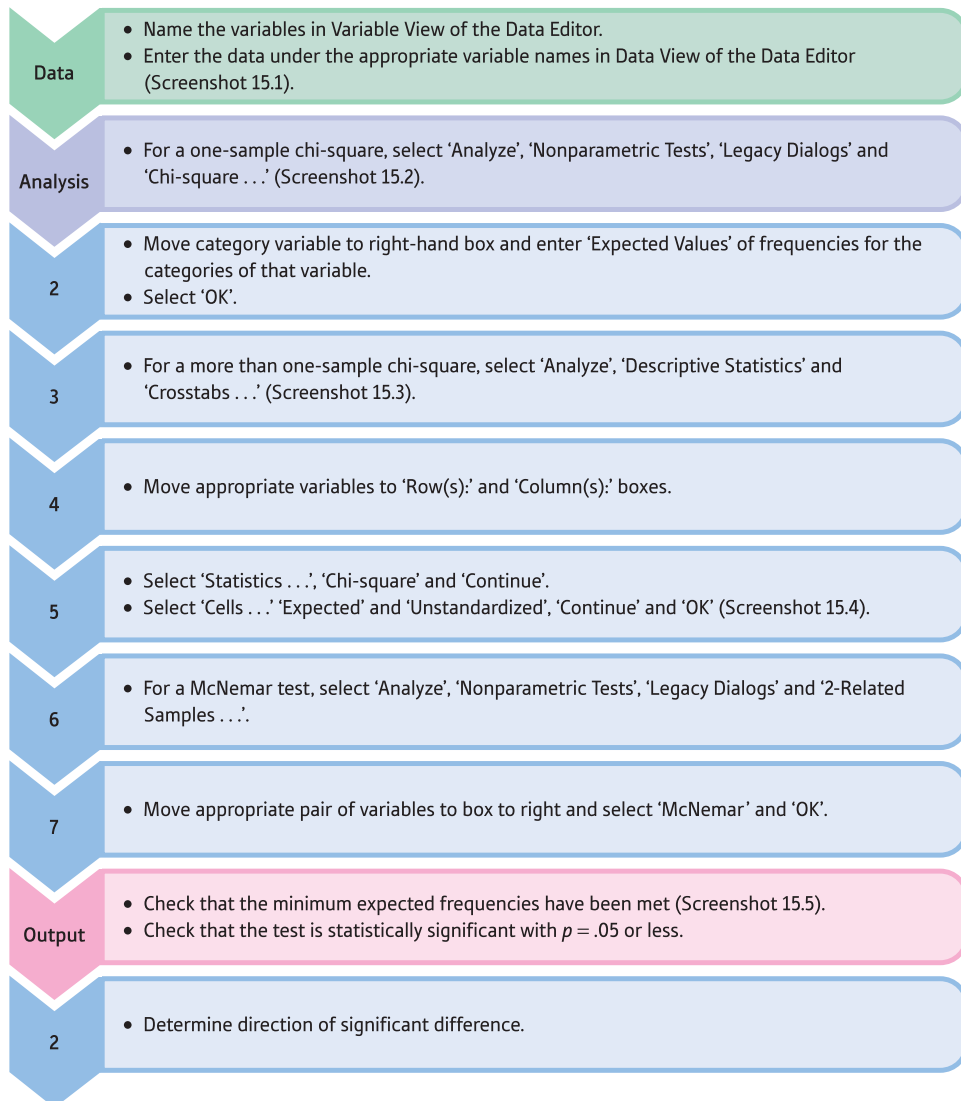 Data
• Name the variables in Variable View of the Data Editor.
• Enter the data under the appropriate variable names in Data View of the Data Editor
(Screenshot 15.1).
Analysis
• For a one-sample chi-square, select ‘Analyze’, ‘Nonparametric Tests’, ‘Legacy Dialogs’ and
‘Chi-square . . .’ (Screenshot 15.2).
2
• Move category variable to right-hand box and enter ‘Expected Values’ of frequencies for the
categories of that variable.
• Select ‘OK’.
3
• For a more than one-sample chi-square, select ‘Analyze’, ‘Descriptive Statistics’ and
‘Crosstabs . . .’ (Screenshot 15.3).
4
• Move appropriate variables to ‘Row(s):’ and ‘Column(s):’ boxes.
5
• Select ‘Statistics . . .’, ‘Chi-square’ and ‘Continue’.
• Select ‘Cells . . .’ ‘Expected’ and ‘Unstandardized’, ‘Continue’ and ‘OK’ (Screenshot 15.4).
6
• For a McNemar test, select ‘Analyze’, ‘Nonparametric Tests’, ‘Legacy Dialogs’ and ‘2-Related
Samples . . .’.
7
• Move appropriate pair of variables to box to right and select ‘McNemar’ and ‘OK’.
Output
• Check that the minimum expected frequencies have been met (Screenshot 15.5).
• Check that the test is statistically significant with p = .05 or less.
2
• Determine direction of significant difference.